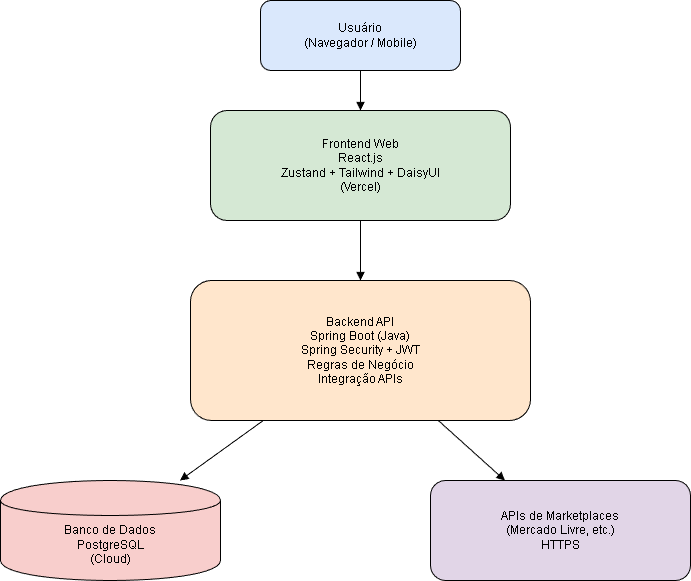 Usuário
(Navegador / Mobile)
Frontend Web
React.js
Zustand + Tailwind + DaisyUI
(Vercel)
Backend API
Spring Boot (Java)
Spring Security + JWT
Regras de Negócio
Integração APIs
Banco de Dados
PostgreSQL
(Cloud)
APIs de Marketplaces
(Mercado Livre, etc.)
HTTPS